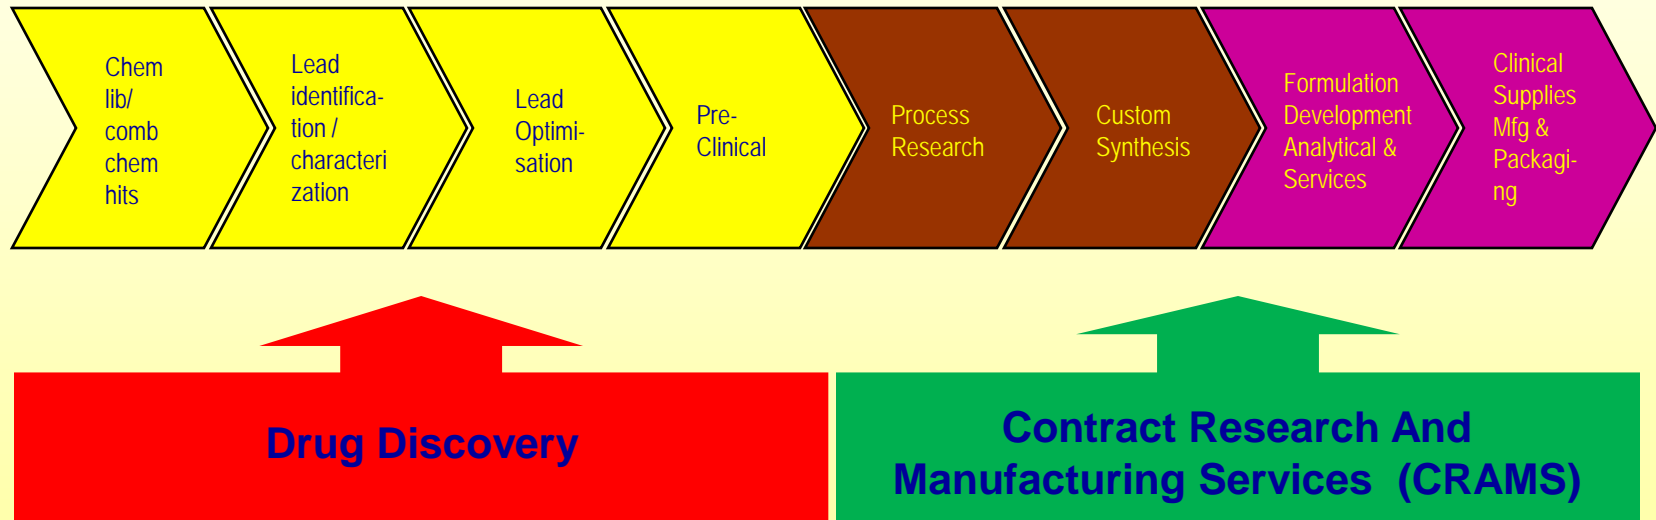 Chem
lib/
comb
chem
hits
Lead
identifica-
tion /
characteri
zation
Lead
Optimi-
sation
Pre-
Clinical
Process
Research
Custom
Synthesis
Formulation
Development
Analytical &
Services
Clinical
Supplies
Mfg &
Packagi-
ng
Drug Discovery
Contract Research And
Manufacturing Services (CRAMS)